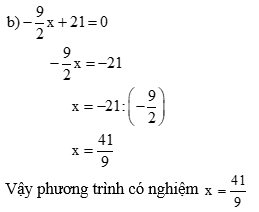 b) -9/2x + 21 = 0
-9/2x = -21
x = -21:(-9/2)
x = 41/9
Vậy phương trình có nghiệm x = 41/9